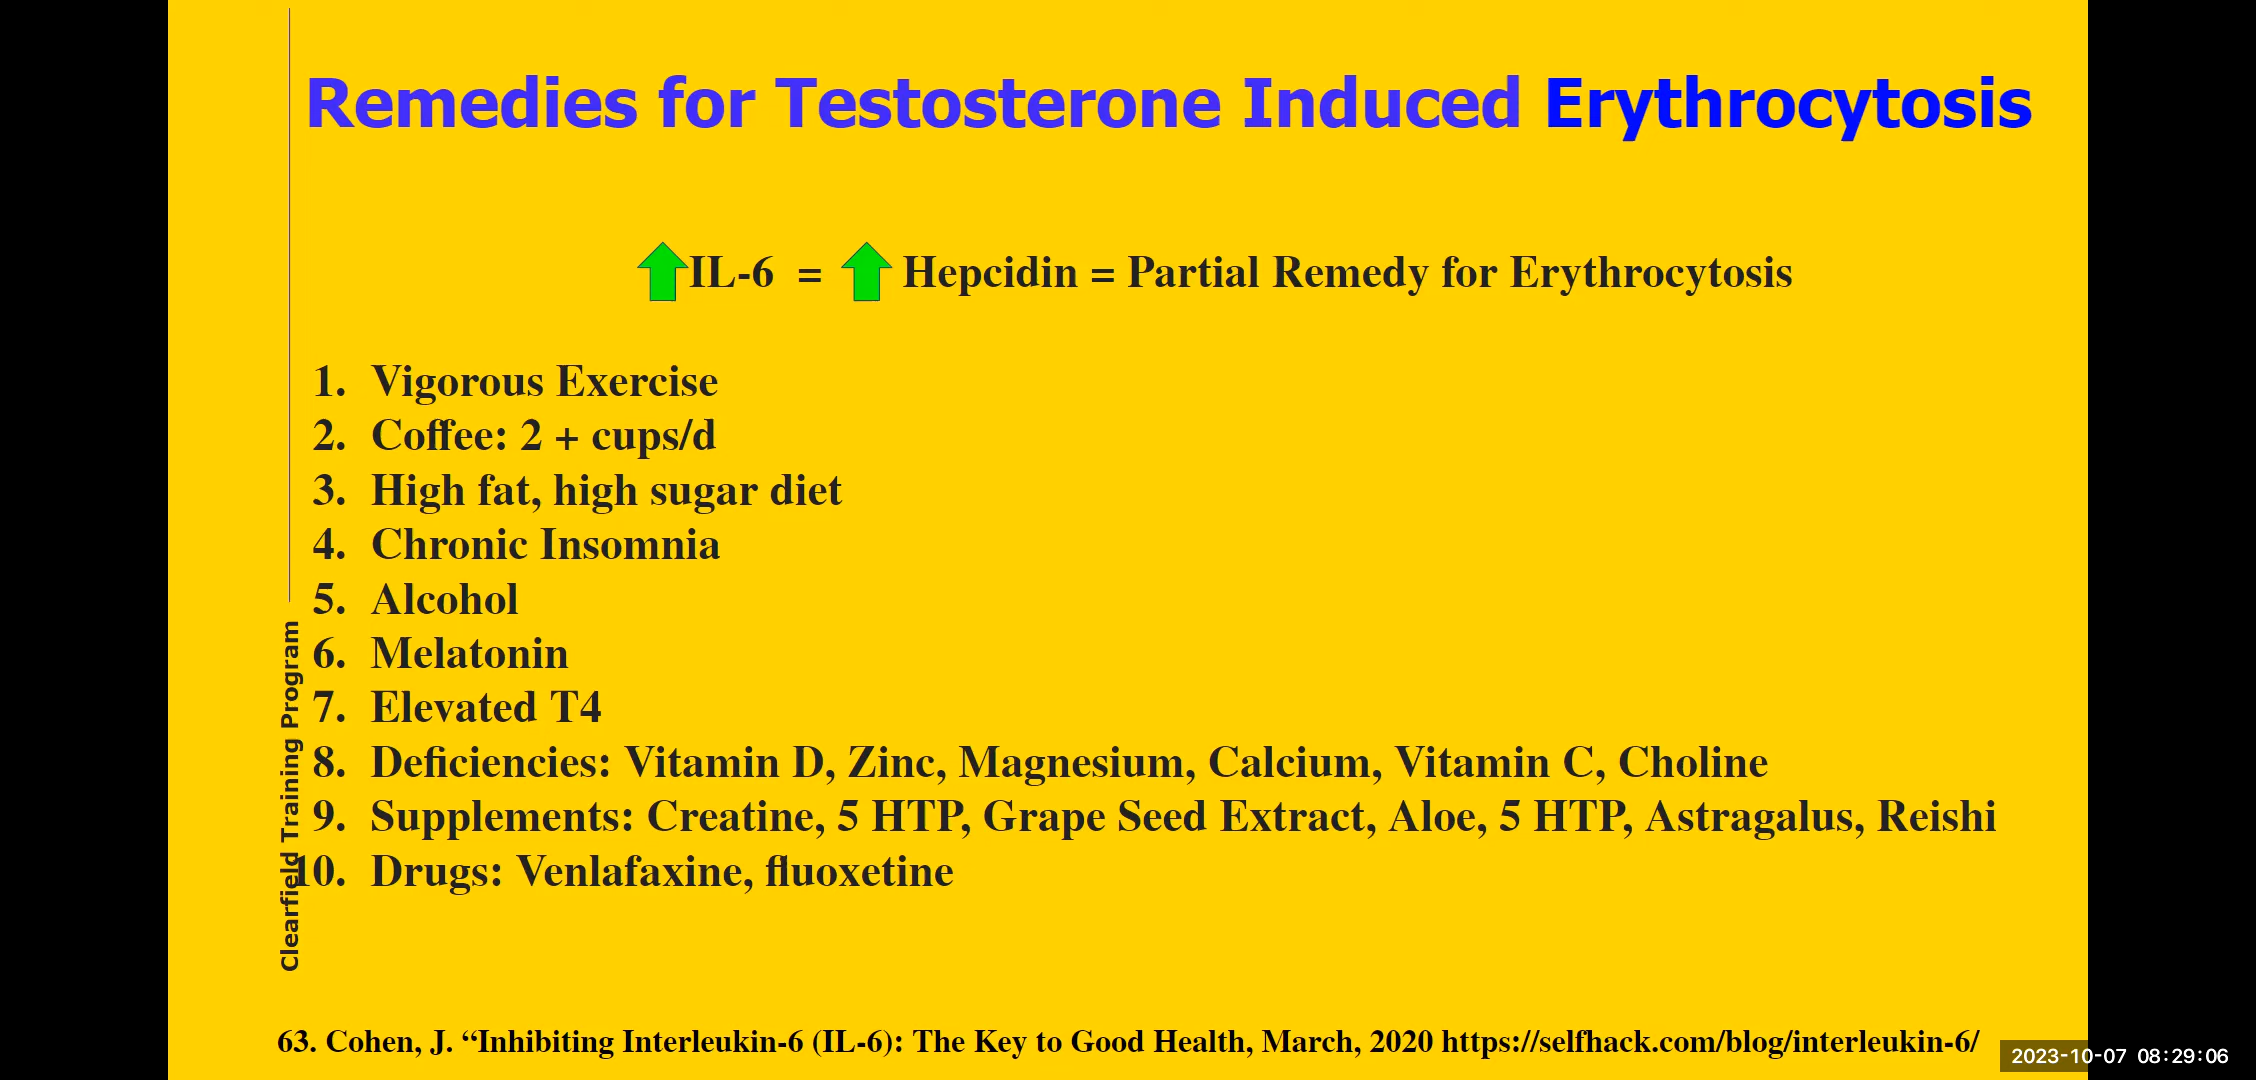 Remedies for Testosterone Induced Erythrocytosis
IL-6 = Hepcidin = Partial Remedy for Erythrocytosis
1. Vigorous Exercise
2. Coffee: 2 + cups/d
3. High fat, high sugar diet
4. Chronic Insomnia
5. Alcohol
6. Melatonin
7. Elevated T4
8. Deficiencies: Vitamin D, Zinc, Magnesium, Calcium, Vitamin C, Choline
9. Supplements: Creatine, 5 HTP, Grape Seed Extract, Aloe, 5 HTP, Astragalus, Reishi
10. Drugs: Venlafaxine, fluoxetine
Clearfield Training Program
63. Cohen, J. “Inhibiting Interleukin-6 (IL-6): The Key to Good Health, March, 2020 https://selfhack.com/blog/interleukin-6/
2023-10-07 08:29:06